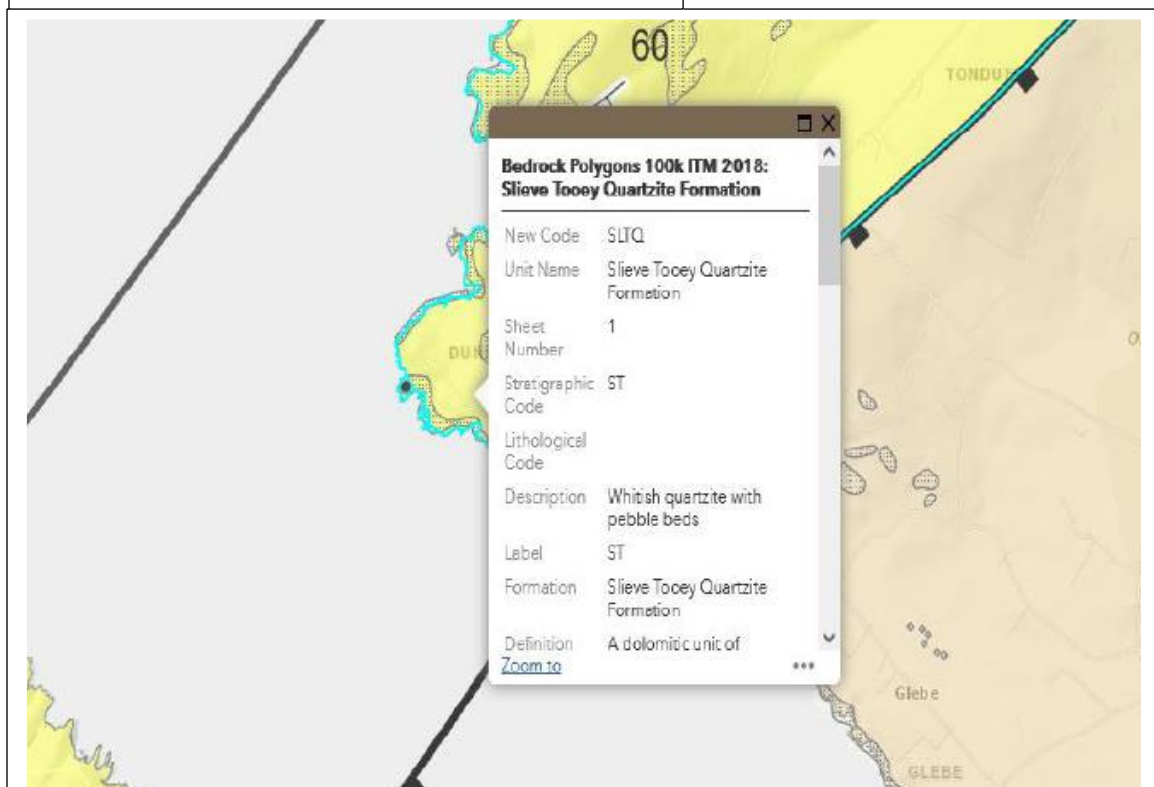 60
Bedrock Polygons 100k ITM 2018:
Slieve Tooey Quartzite Formation
New Code SLTQ
Unit Name Slieve Tooey Quartzite
Formation
Sheet 1
Number
Stratigraphic ST
Code
Lithological
Code
Description Whitish quartzite with
pebble beds
Label ST
Formation Slieve Tooey Quartzite
Formation
Definition A dolomitic unit of
Zoom to
Glebe
GLEBE